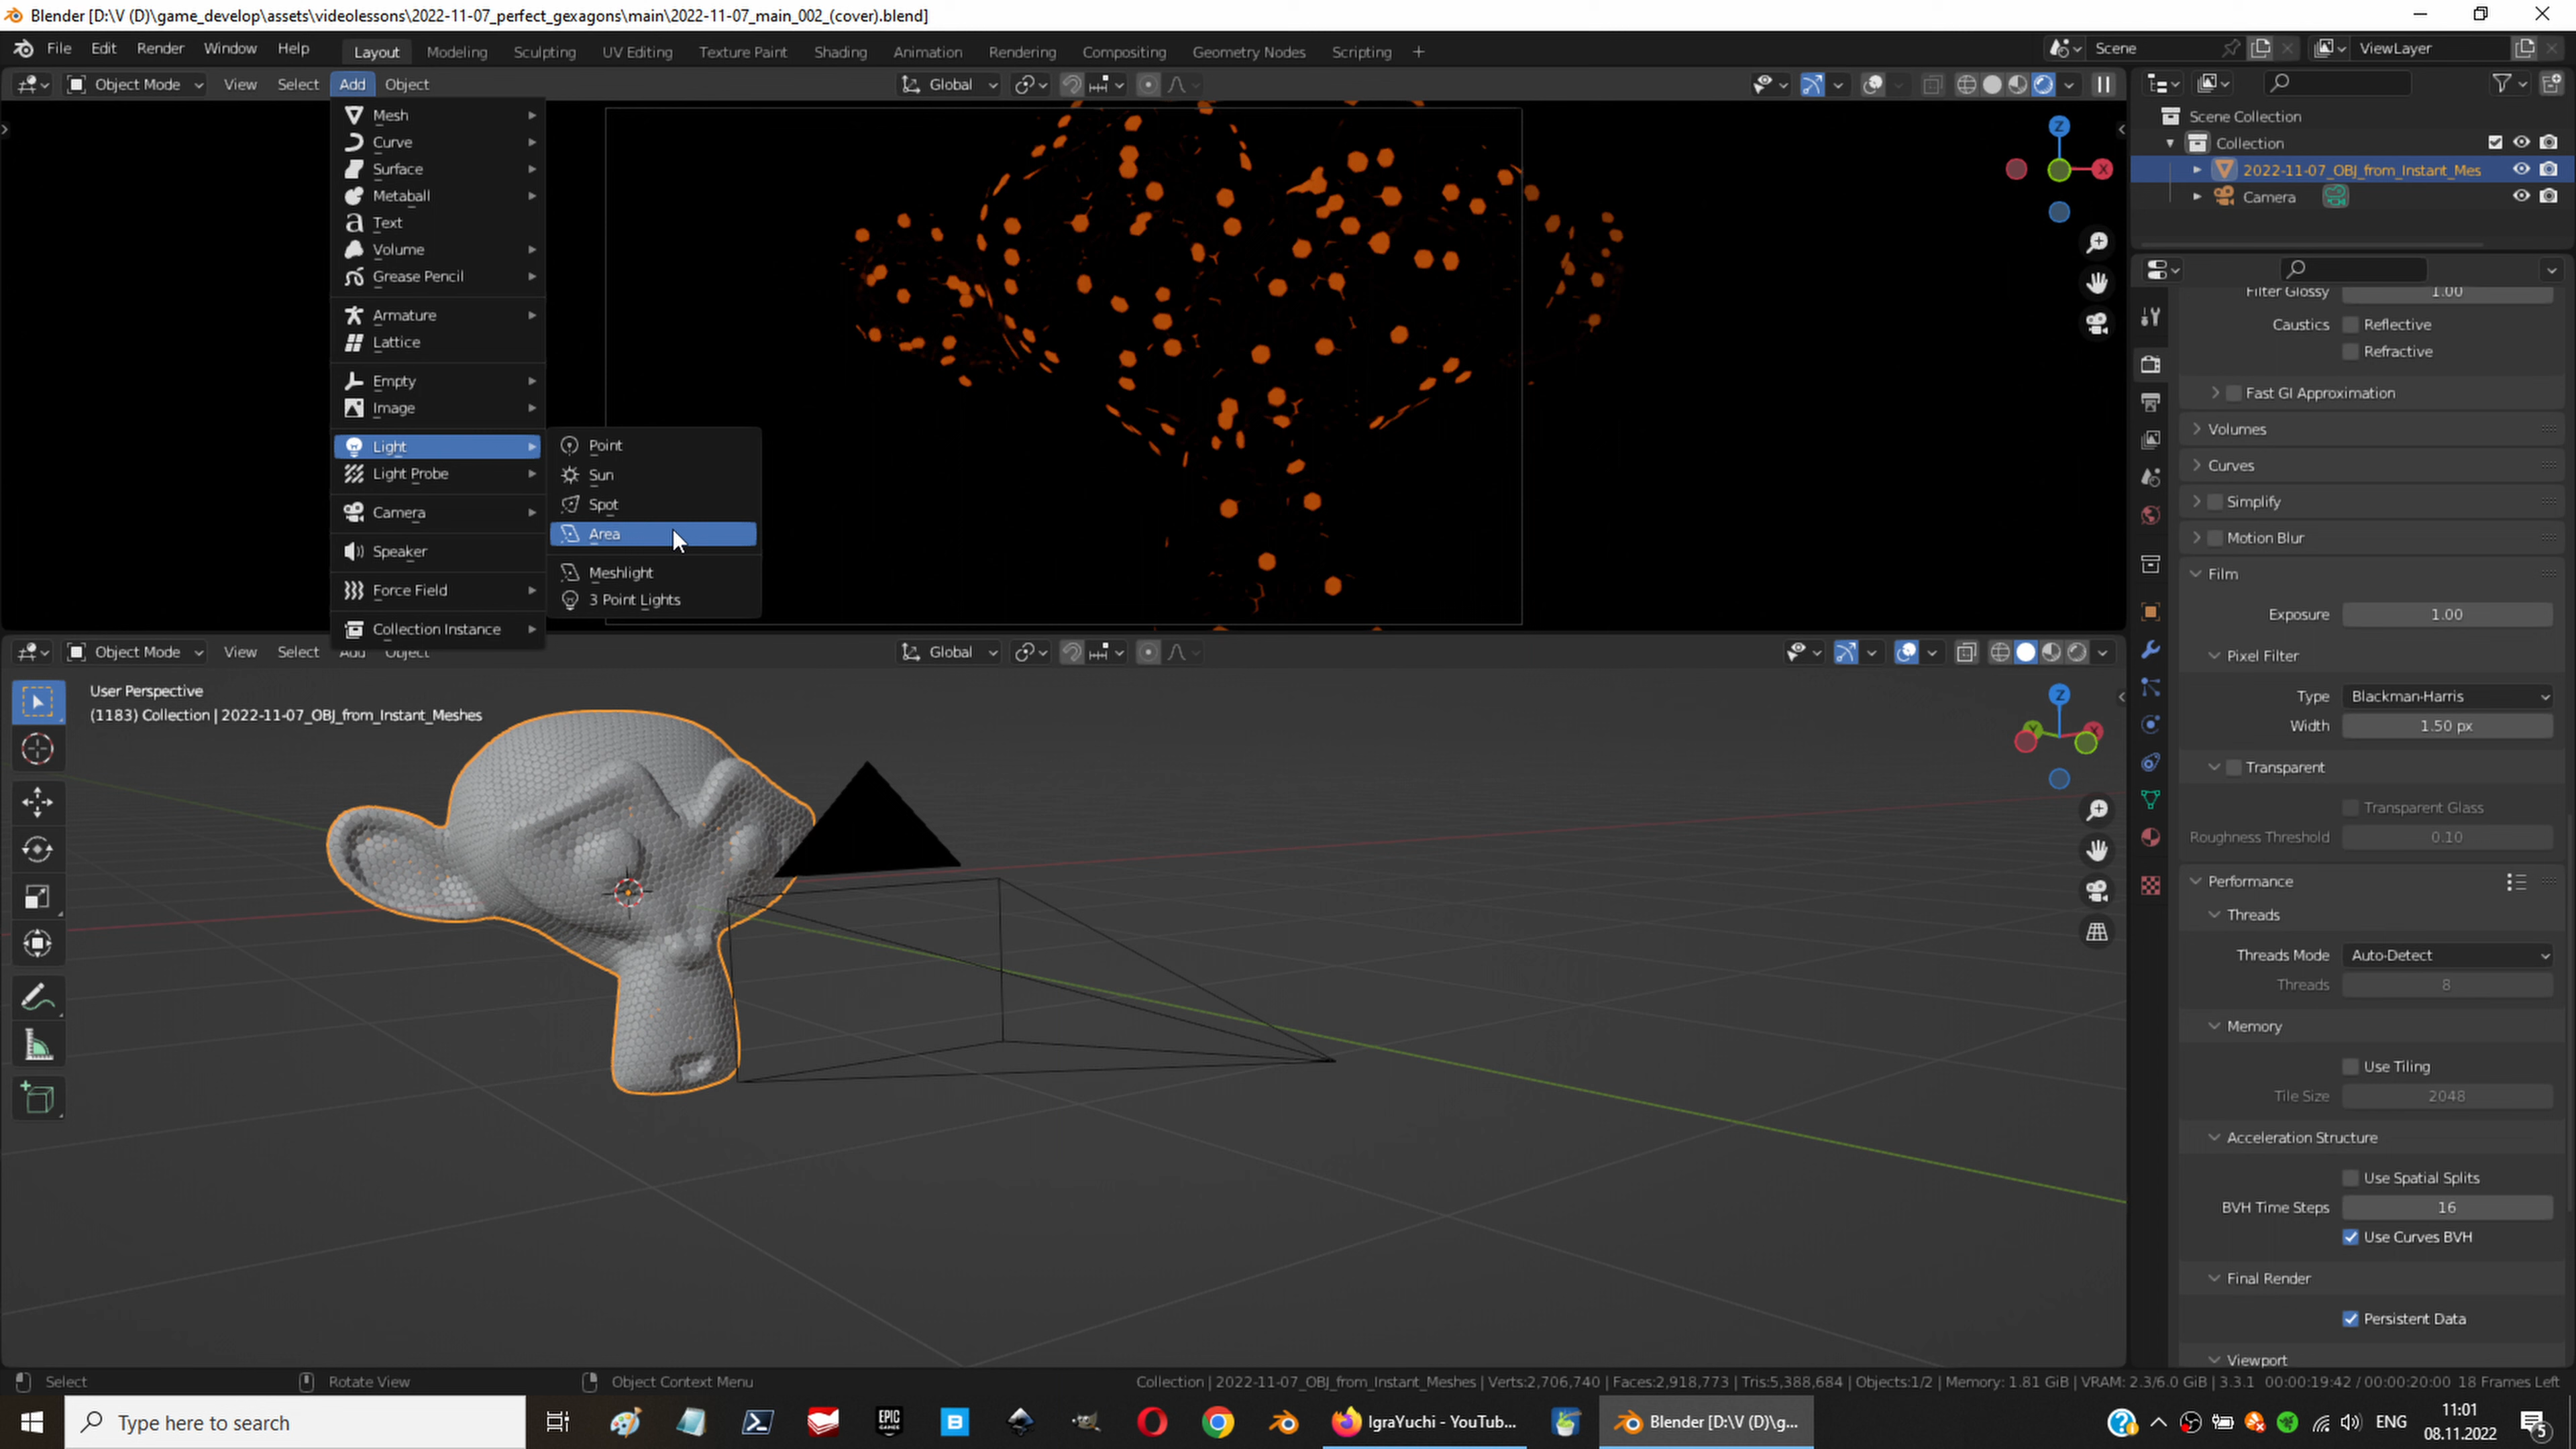 Blender [D:\V (D)\game_develop\assets\videolessons\2022-11-07_perfect_gexagons\main\2022-11-07_main_002_(cover).blend]
File Edit Render Window Help Layout Modeling Sculpting UV Editing Texture Paint Shading Animation Rendering Compositing Geometry Nodes Scripting + Scene ViewLayer
Object Mode View Select Add Object Global
Mesh
Curve
Surface
Metaball
Text
Volume
Grease Pencil
Armature
Lattice
Empty
Image
Light
Light Probe
Camera
Speaker
Force Field
Collection Instance
Point
Sun
Spot
Area
Meshlight
3 Point Lights
Z
X
Scene Collection
Collection
2022-11-07_OBJ_from_Instant_Mes
Camera
Filter Glossy 1.00
Caustics Reflective
Refractive
Fast GI Approximation
Volumes
Curves
Simplify
Motion Blur
Film
Exposure 1.00
Pixel Filter
Type Blackman-Harris
Width 1.50 px
Transparent
Transparent Glass
Roughness Threshold 0.10
Performance
Threads
Threads Mode Auto-Detect
Threads 8
Memory
Use Tiling
Tile Size 2048
Acceleration Structure
Use Spatial Splits
BVH Time Steps 16
Use Curves BVH
Final Render
Persistent Data
Viewport
Object Mode View Select Add Object Global
User Perspective
(1183) Collection | 2022-11-07_OBJ_from_Instant_Meshes
Z
Select Rotate View Object Context Menu Collection | 2022-11-07_OBJ_from_Instant_Meshes | Verts:2,706,740 | Faces:2,918,773 | Tris:5,388,684 | Objects:1/2 | Memory: 1.81 GiB | VRAM: 2.3/6.0 GiB | 3.3.1 00:00:19:42 / 00:00:20:00 18 Frames Left
Type here to search
EPIC GAMES
B
IgraYuchi - YouTub...
Blender [D:\V (D)\g...
ENG
11:01
08.11.2022
5